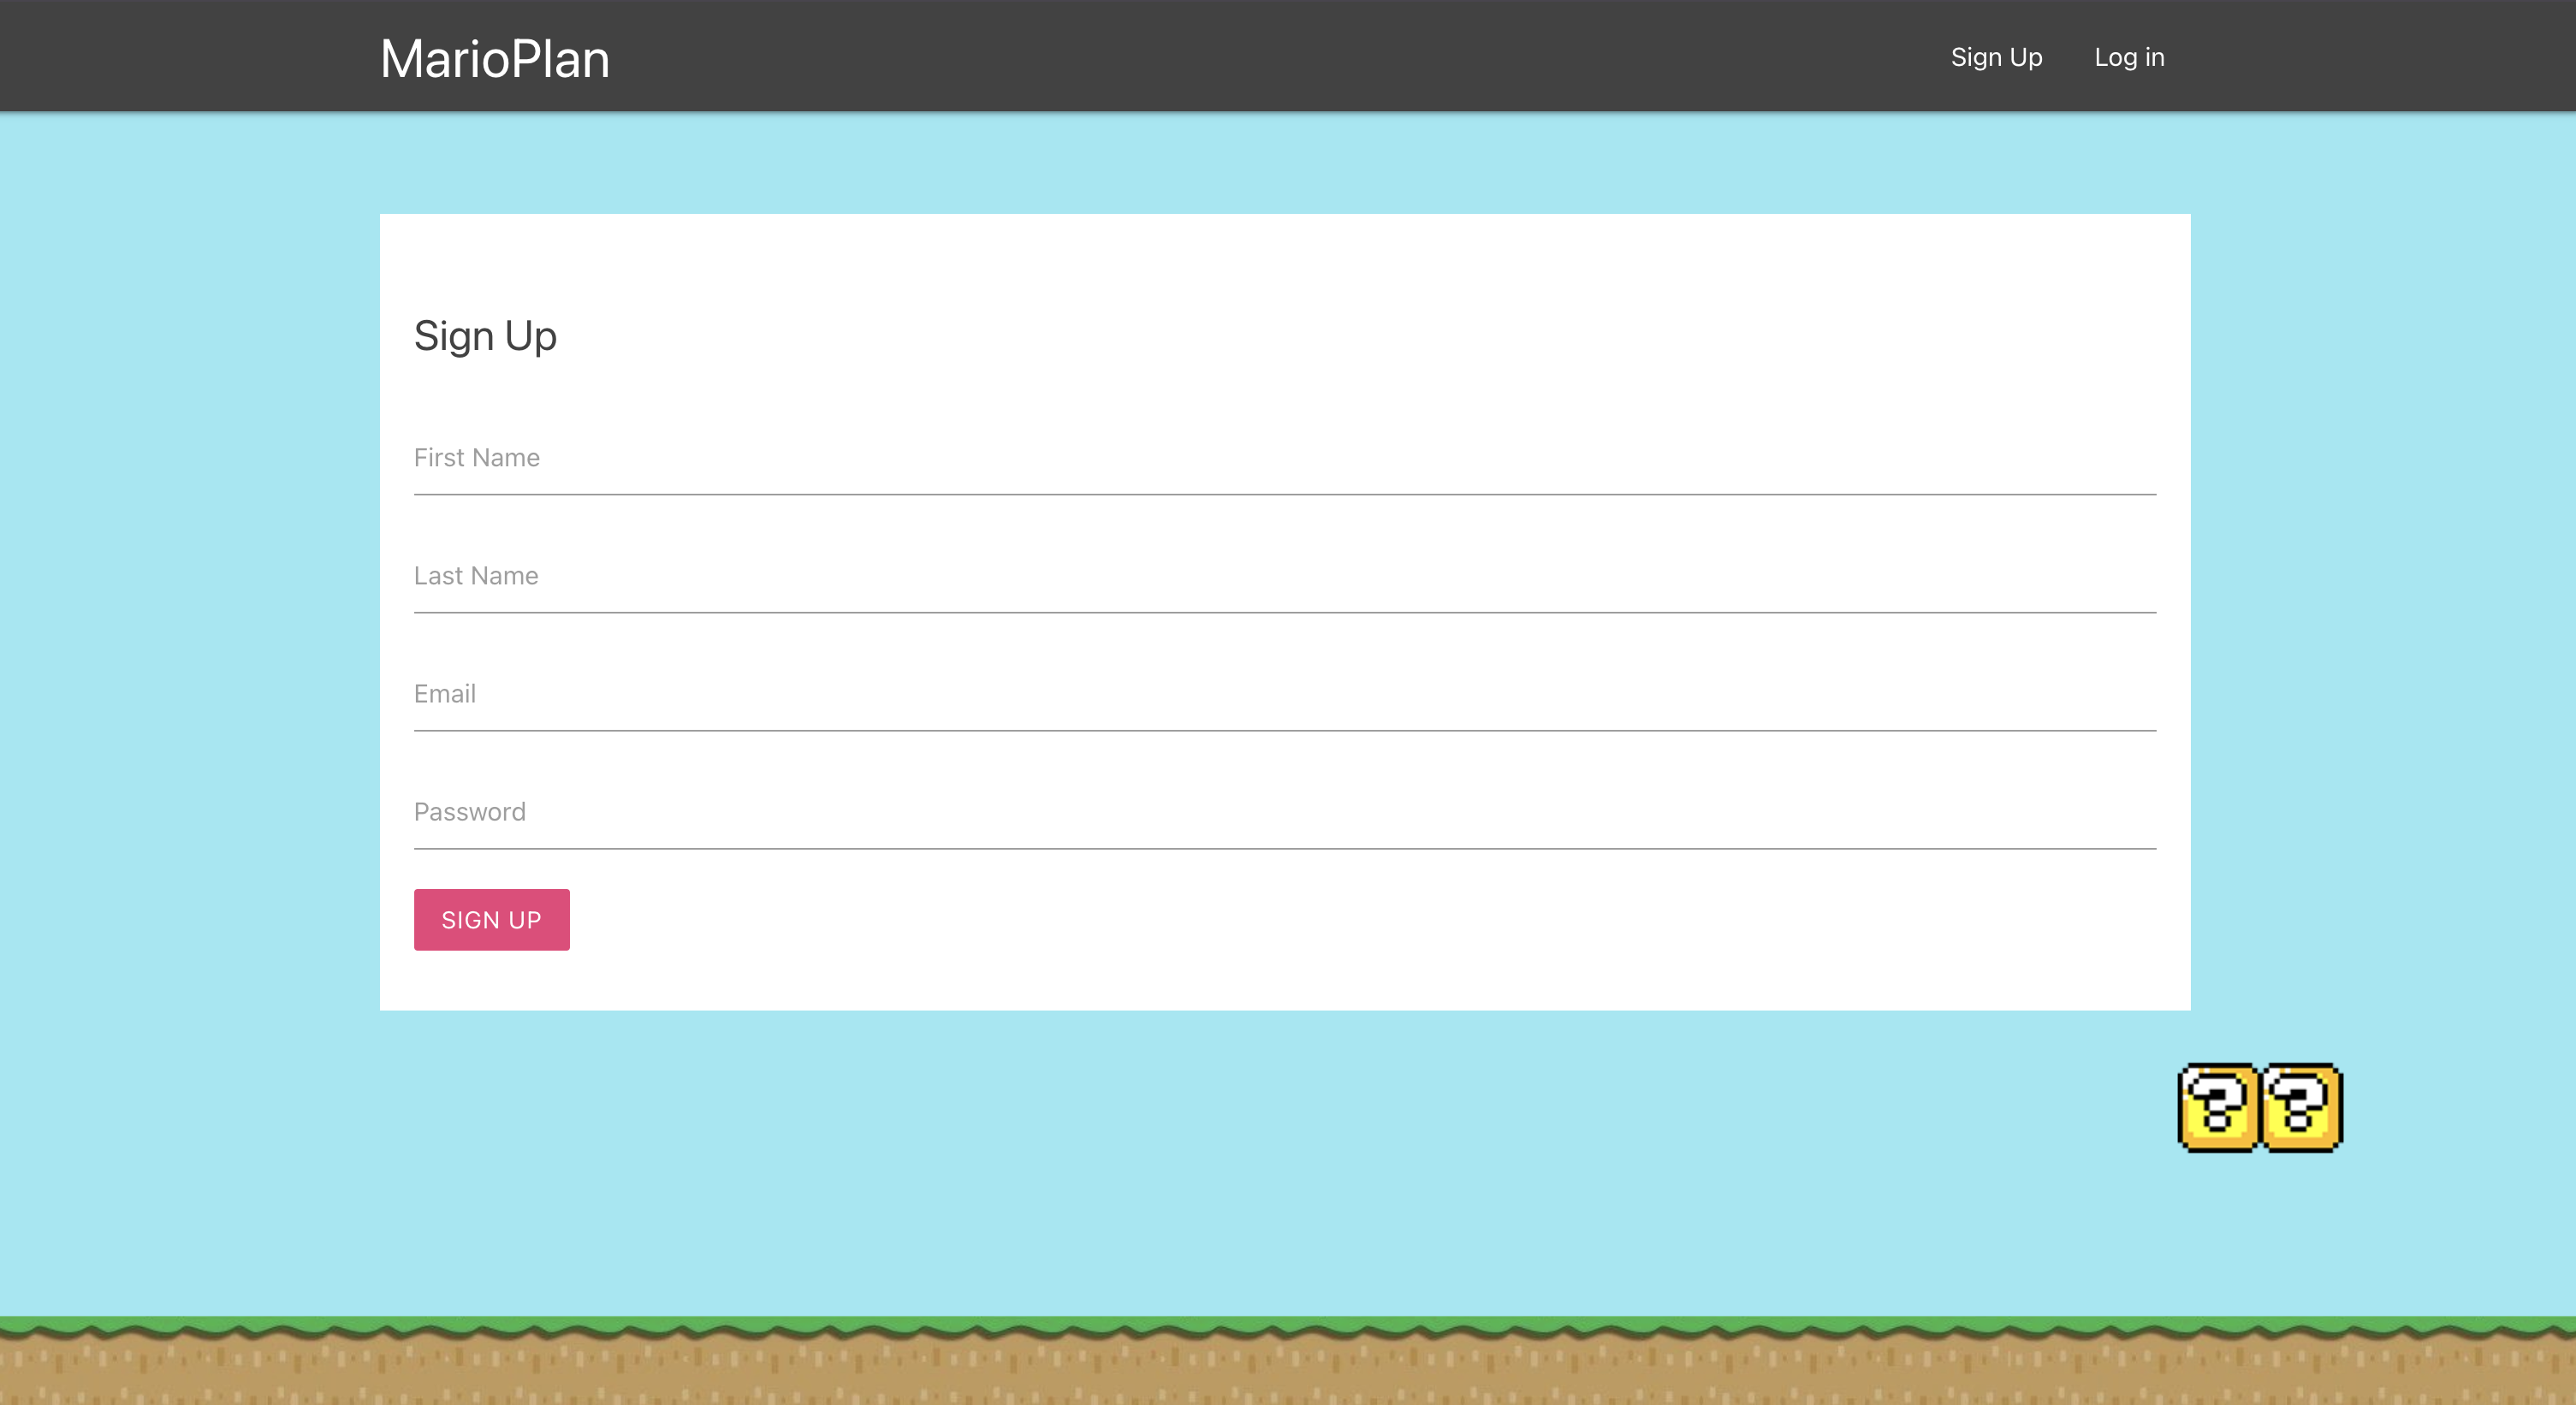 MarioPlan
Sign Up
Log in
Sign Up
First Name
Last Name
Email
Password
SIGN UP
? ?